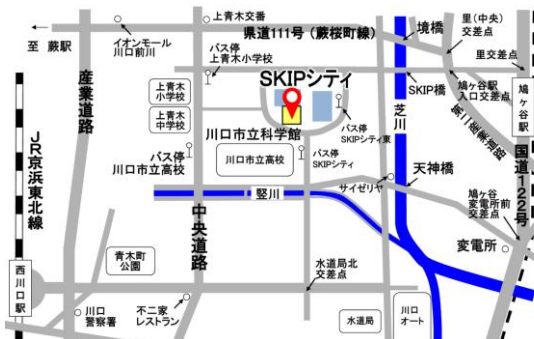 上青木交番
県道111号(蕨桜町線)
境橋
里(中央)
交差点
至 蕨駅
イオンモール
川口前川
バス停
上青木小学校
里交差点
産業道路
SKIPシティ
SKIP橋
鳩ヶ谷駅
入口交差点
鳩ヶ谷駅
上青木
小学校
芝川
第二産業道路
上青木
中学校
川口市立科学館
バス停
SKIPシティ東
JR京浜東北線
バス停
川口市立高校
川口市立高校
バス停
SKIPシティ
天神橋
国道122号
サイゼリヤ
鳩ヶ谷
変電所前
交差点
竪川
中央道路
変電所
青木町
公園
水道局北
交差点
西川口駅
川口
警察署
不二家
レストラン
水道局
川口
オート